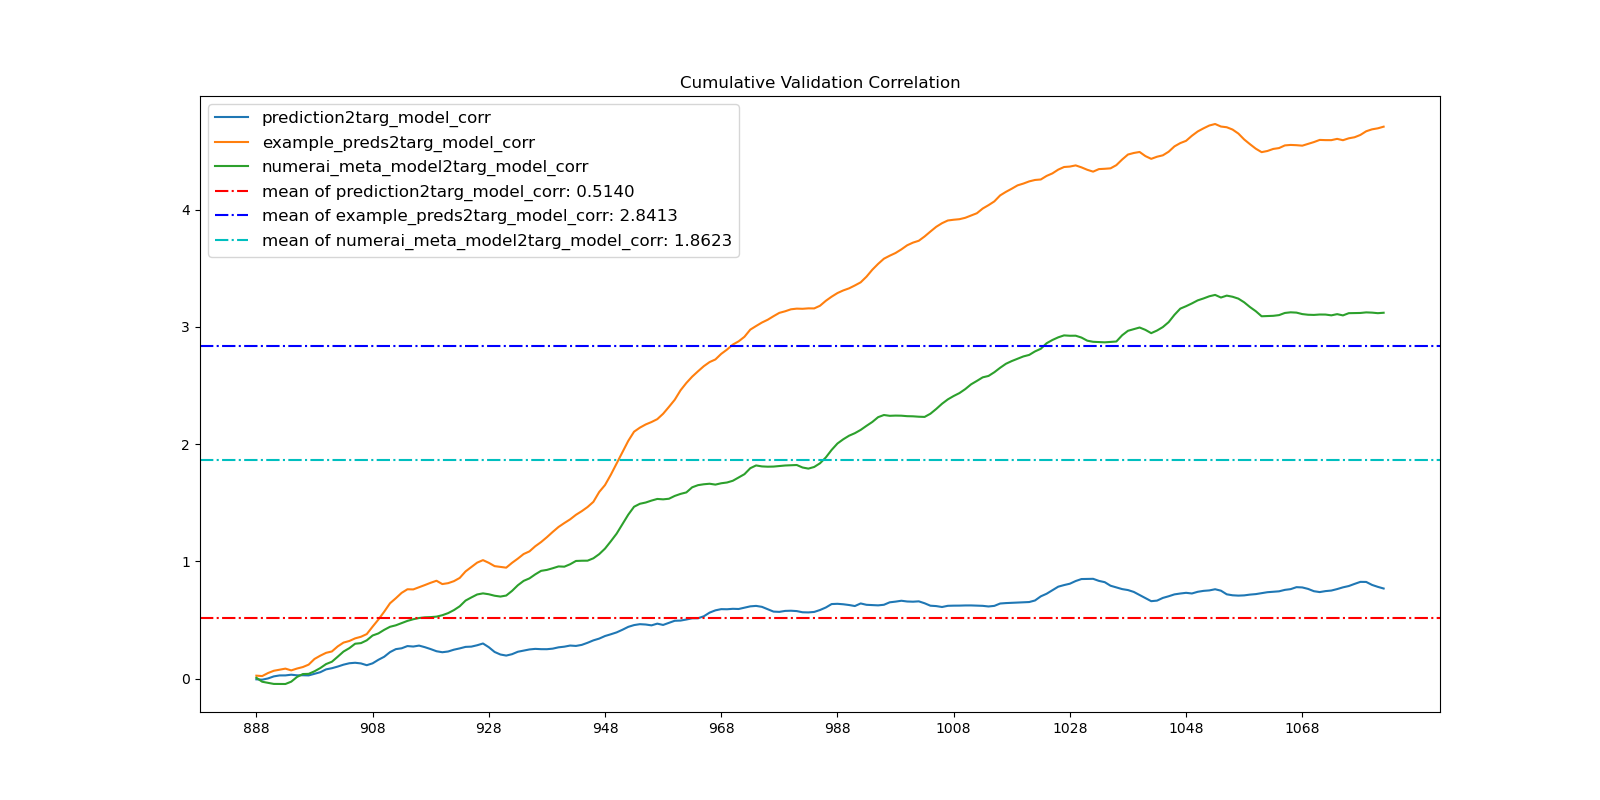 Cumulative Validation Correlation
prediction2targ_model_corr
example_preds2targ_model_corr
numerai_meta_model2targ_model_corr
mean of prediction2targ_model_corr: 0.5140
mean of example_preds2targ_model_corr: 2.8413
mean of numerai_meta_model2targ_model_corr: 1.8623
4
3
2
1
0
888 908 928 948 968 988 1008 1028 1048 1068